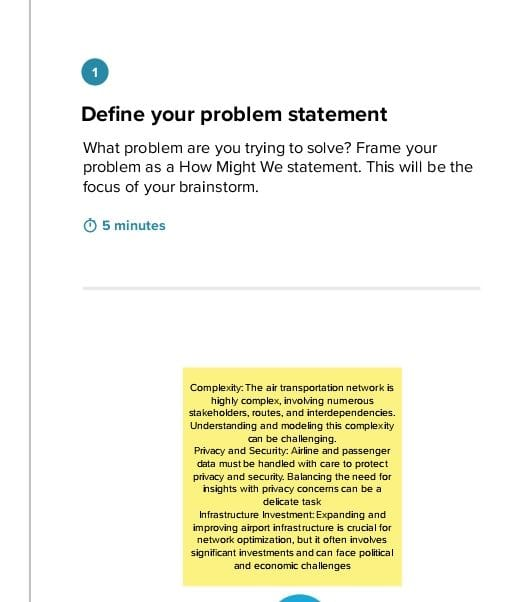 1
Define your problem statement
What problem are you trying to solve? Frame your
problem as a How Might We statement. This will be the
focus of your brainstorm.
5 minutes
Complexity: The air transportation network is
highly complex, involving numerous
stakeholders, routes, and interdependencies.
Understanding and modeling this complexity
can be challenging.
Privacy and Security: Airline and passenger
data must be handled with care to protect
privacy and security. Balancing the need for
insights with privacy concerns can be a
delicate task
Infrastructure Investment: Expanding and
improving airport infrastructure is crucial for
network optimization, but it often involves
significant investments and can face political
and economic challenges